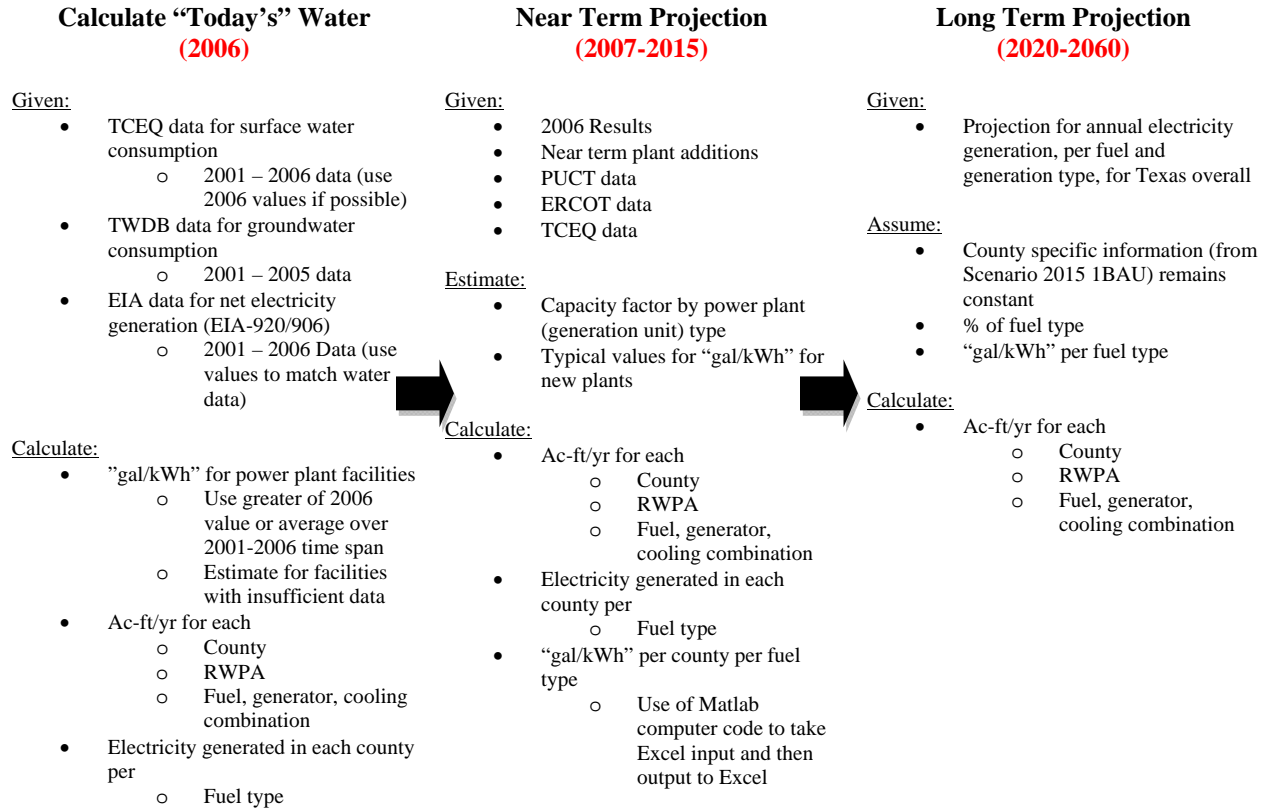 Calculate “Today’s” Water
(2006)
Given:
• TCEQ data for surface water
consumption
o 2001 – 2006 data (use
2006 values if possible)
• TWDB data for groundwater
consumption
o 2001 – 2005 data
• EIA data for net electricity
generation (EIA-920/906)
o 2001 – 2006 Data (use
values to match water
data)
Calculate:
• ”gal/kWh” for power plant facilities
o Use greater of 2006
value or average over
2001-2006 time span
o Estimate for facilities
with insufficient data
• Ac-ft/yr for each
o County
o RWPA
o Fuel, generator, cooling
combination
• Electricity generated in each county
per
o Fuel type
Near Term Projection
(2007-2015)
Given:
• 2006 Results
• Near term plant additions
• PUCT data
• ERCOT data
• TCEQ data
Estimate:
• Capacity factor by power plant
(generation unit) type
• Typical values for “gal/kWh” for
new plants
Calculate:
• Ac-ft/yr for each
o County
o RWPA
o Fuel, generator,
cooling combination
• Electricity generated in each
county per
o Fuel type
• “gal/kWh” per county per fuel
type
o Use of Matlab
computer code to take
Excel input and then
output to Excel
Long Term Projection
(2020-2060)
Given:
• Projection for annual electricity
generation, per fuel and
generation type, for Texas overall
Assume:
• County specific information (from
Scenario 2015 1BAU) remains
constant
• % of fuel type
• “gal/kWh” per fuel type
Calculate:
• Ac-ft/yr for each
o County
o RWPA
o Fuel, generator,
cooling combination